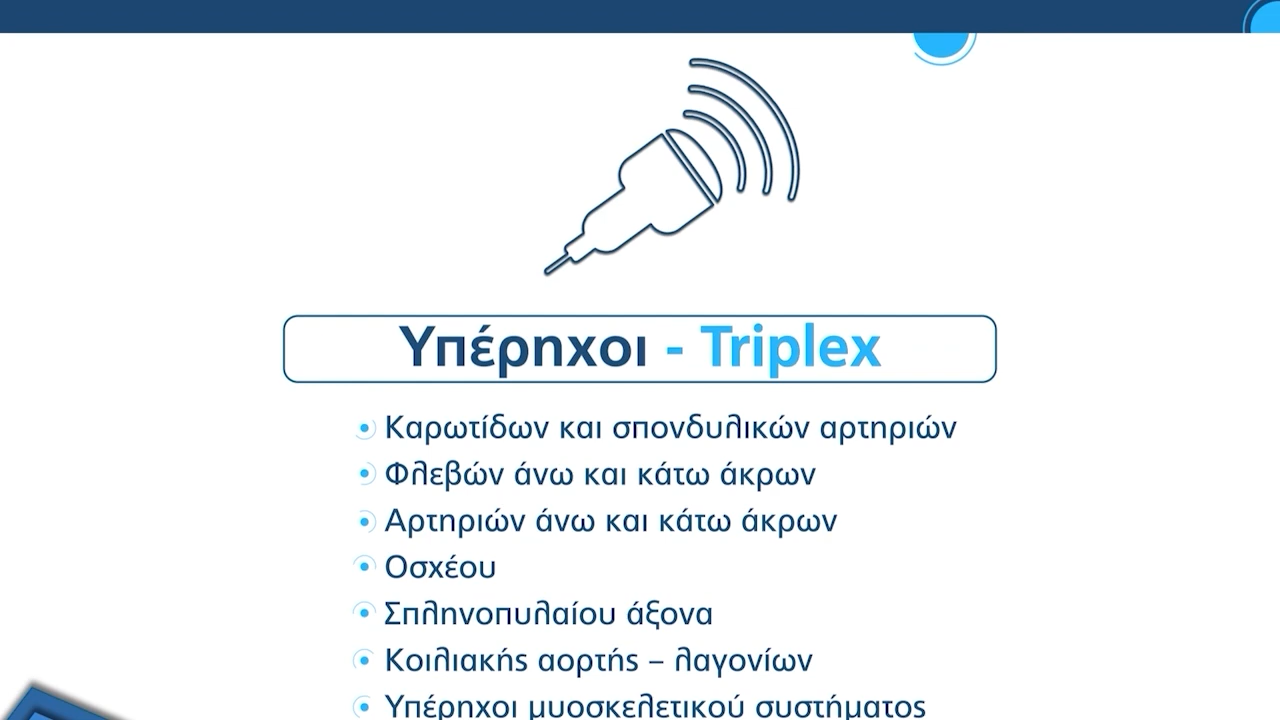 Υπέρηχοι - Triplex
Καρωτίδων και σπονδυλικών αρτηριών
Φλεβών άνω και κάτω άκρων
Αρτηριών άνω και κάτω άκρων
Οσχέου
Σπληνοπυλαίου άξονα
Κοιλιακής αορτής – λαγονίων
Υπέρηχοι μυοσκελετικού συστήματος